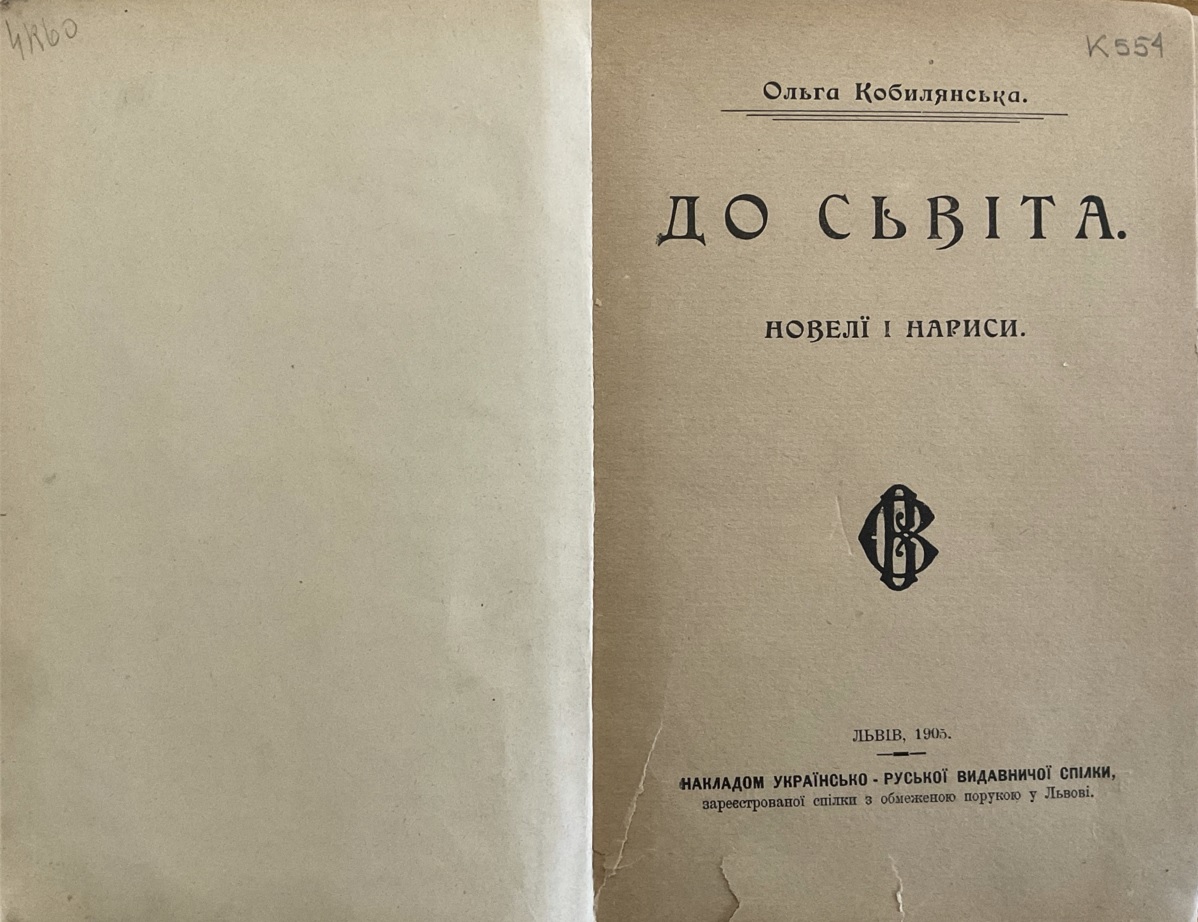 4К60
К554
Ольга Кобилянська.
ДО СЬВІТА.
НОВЕЛЇ І НАРИСИ.
ЛЬВІВ, 1905.
НАКЛАДОМ УКРАЇНСЬКО-РУСЬКОЇ ВИДАВНИЧОЇ СПІЛКИ,
зареєстрованої спілки з обмеженою порукою у Львові.